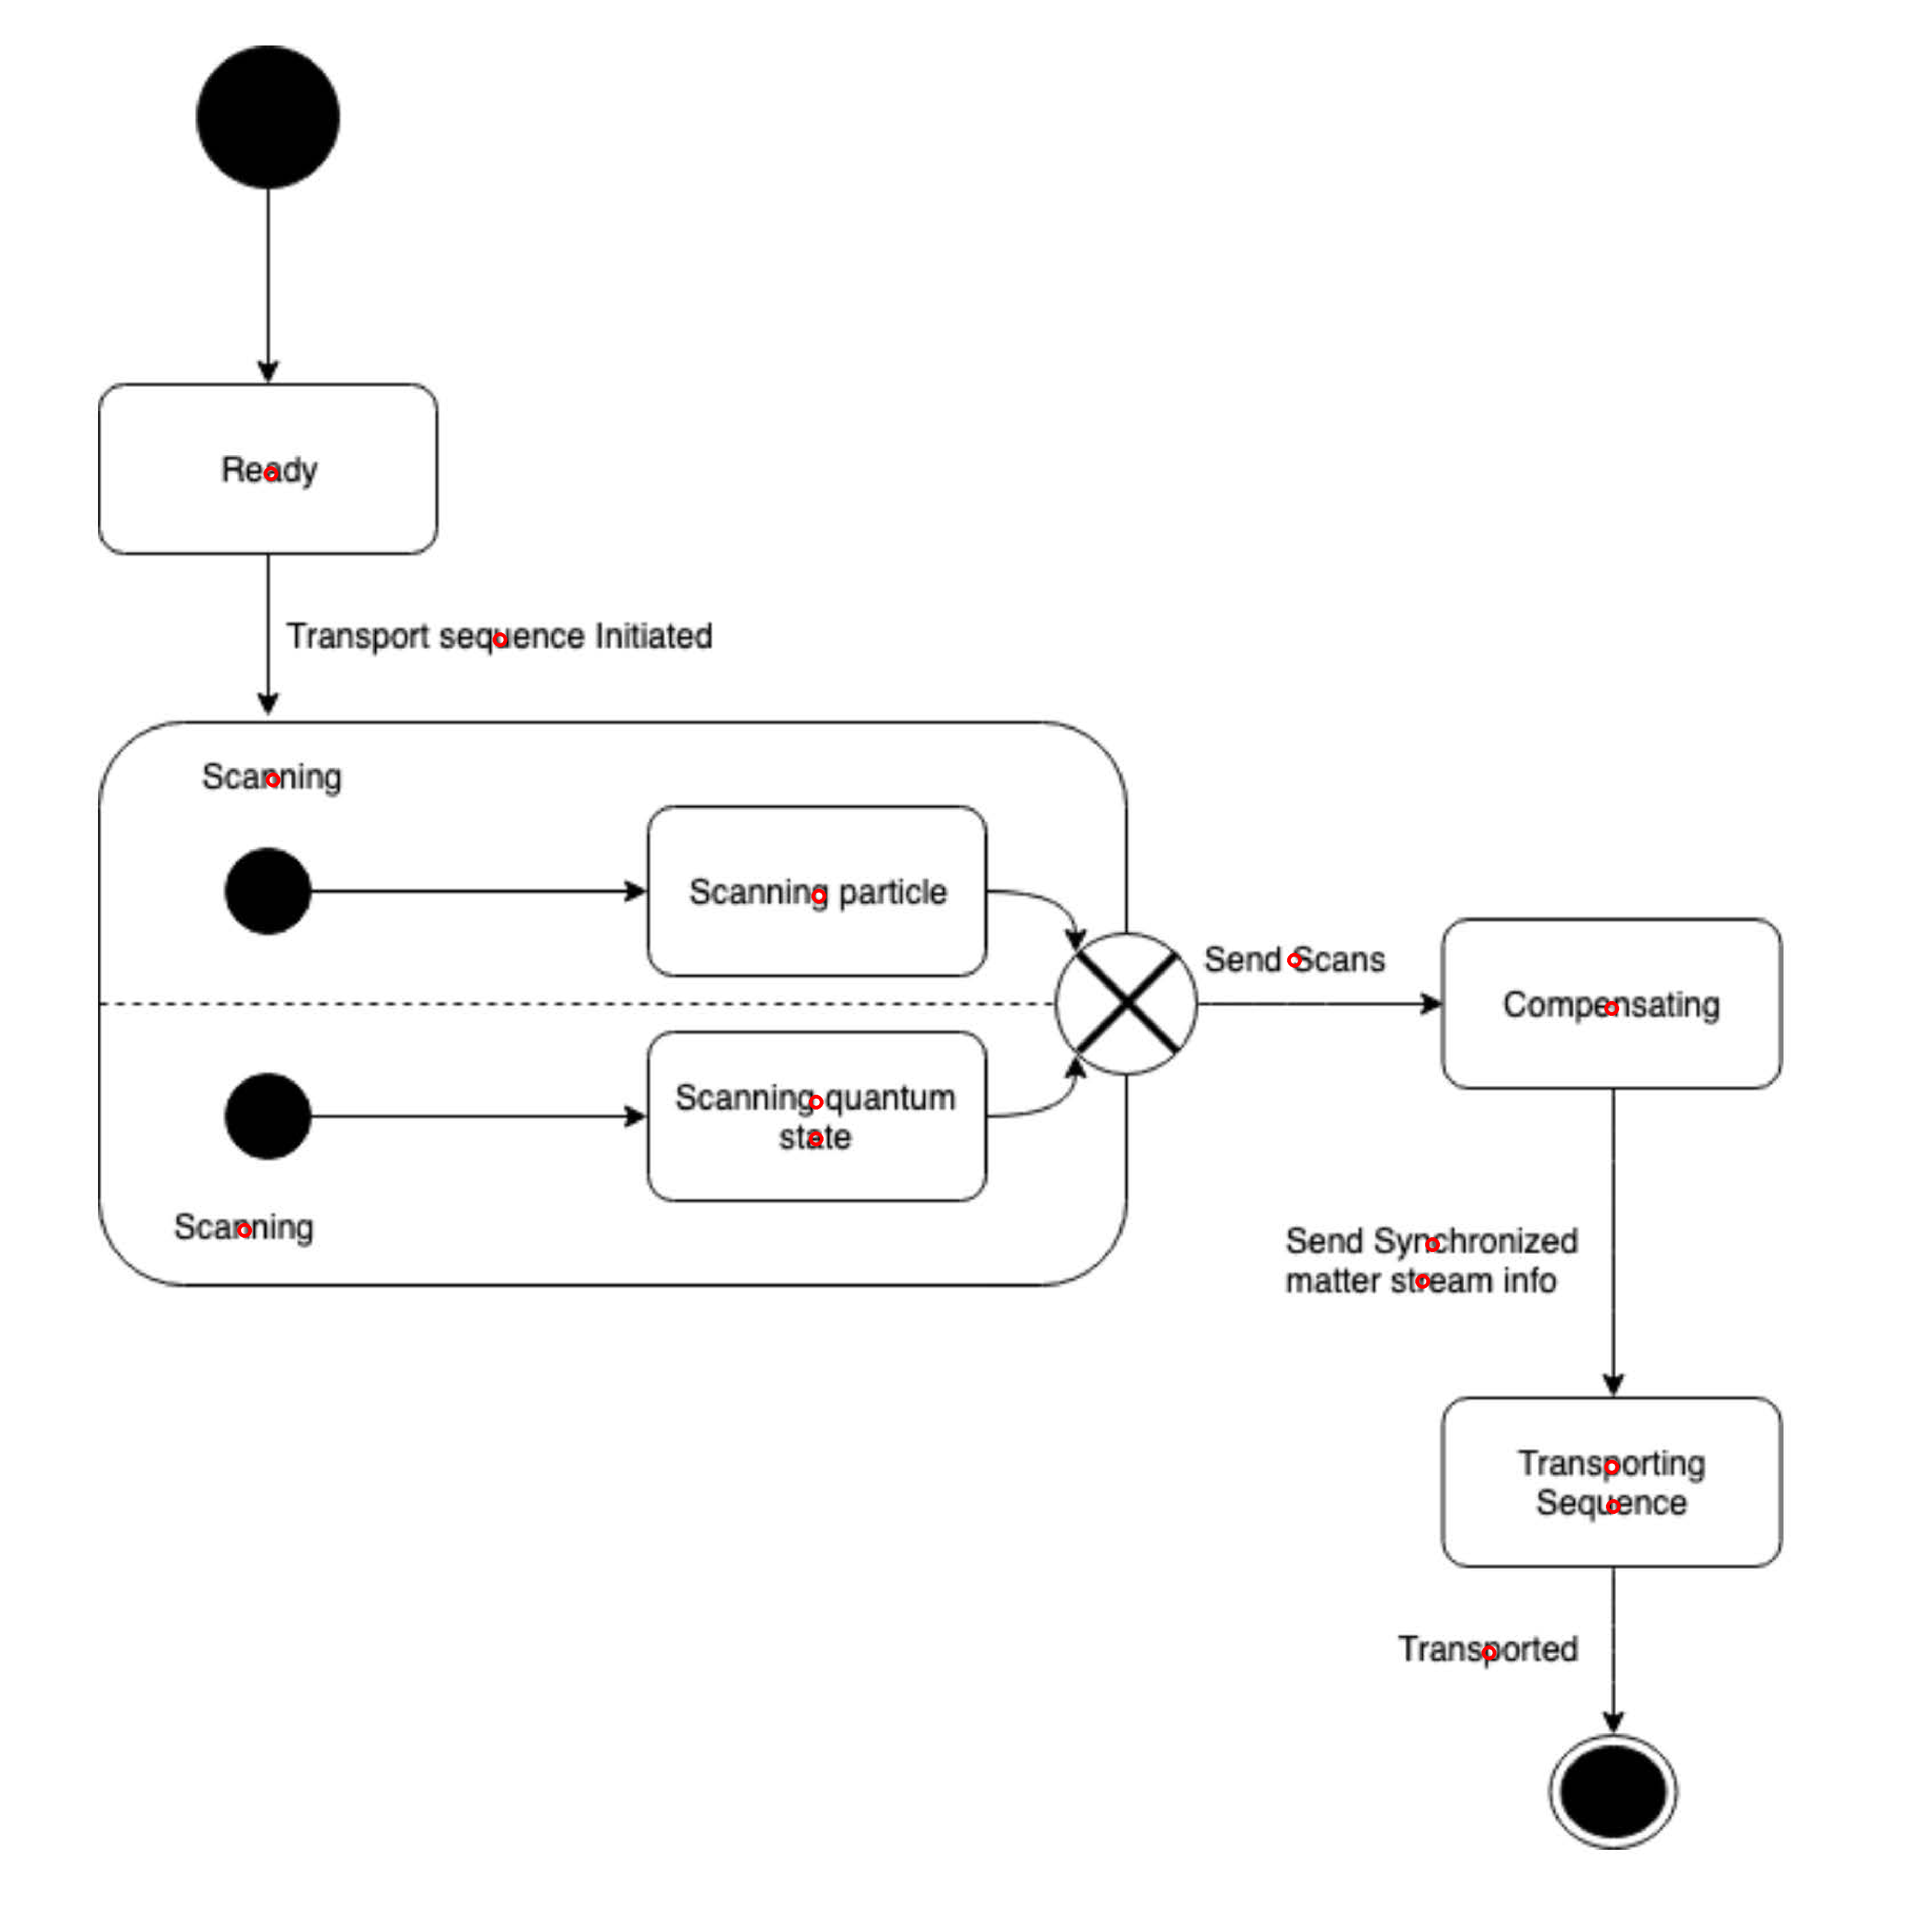 Ready
Transport sequence Initiated
Scanning
Scanning particle
Send Scans
Compensating
Scanning quantum
state
Scanning
Send Synchronized
matter stream info
Transporting
Sequence
Transported